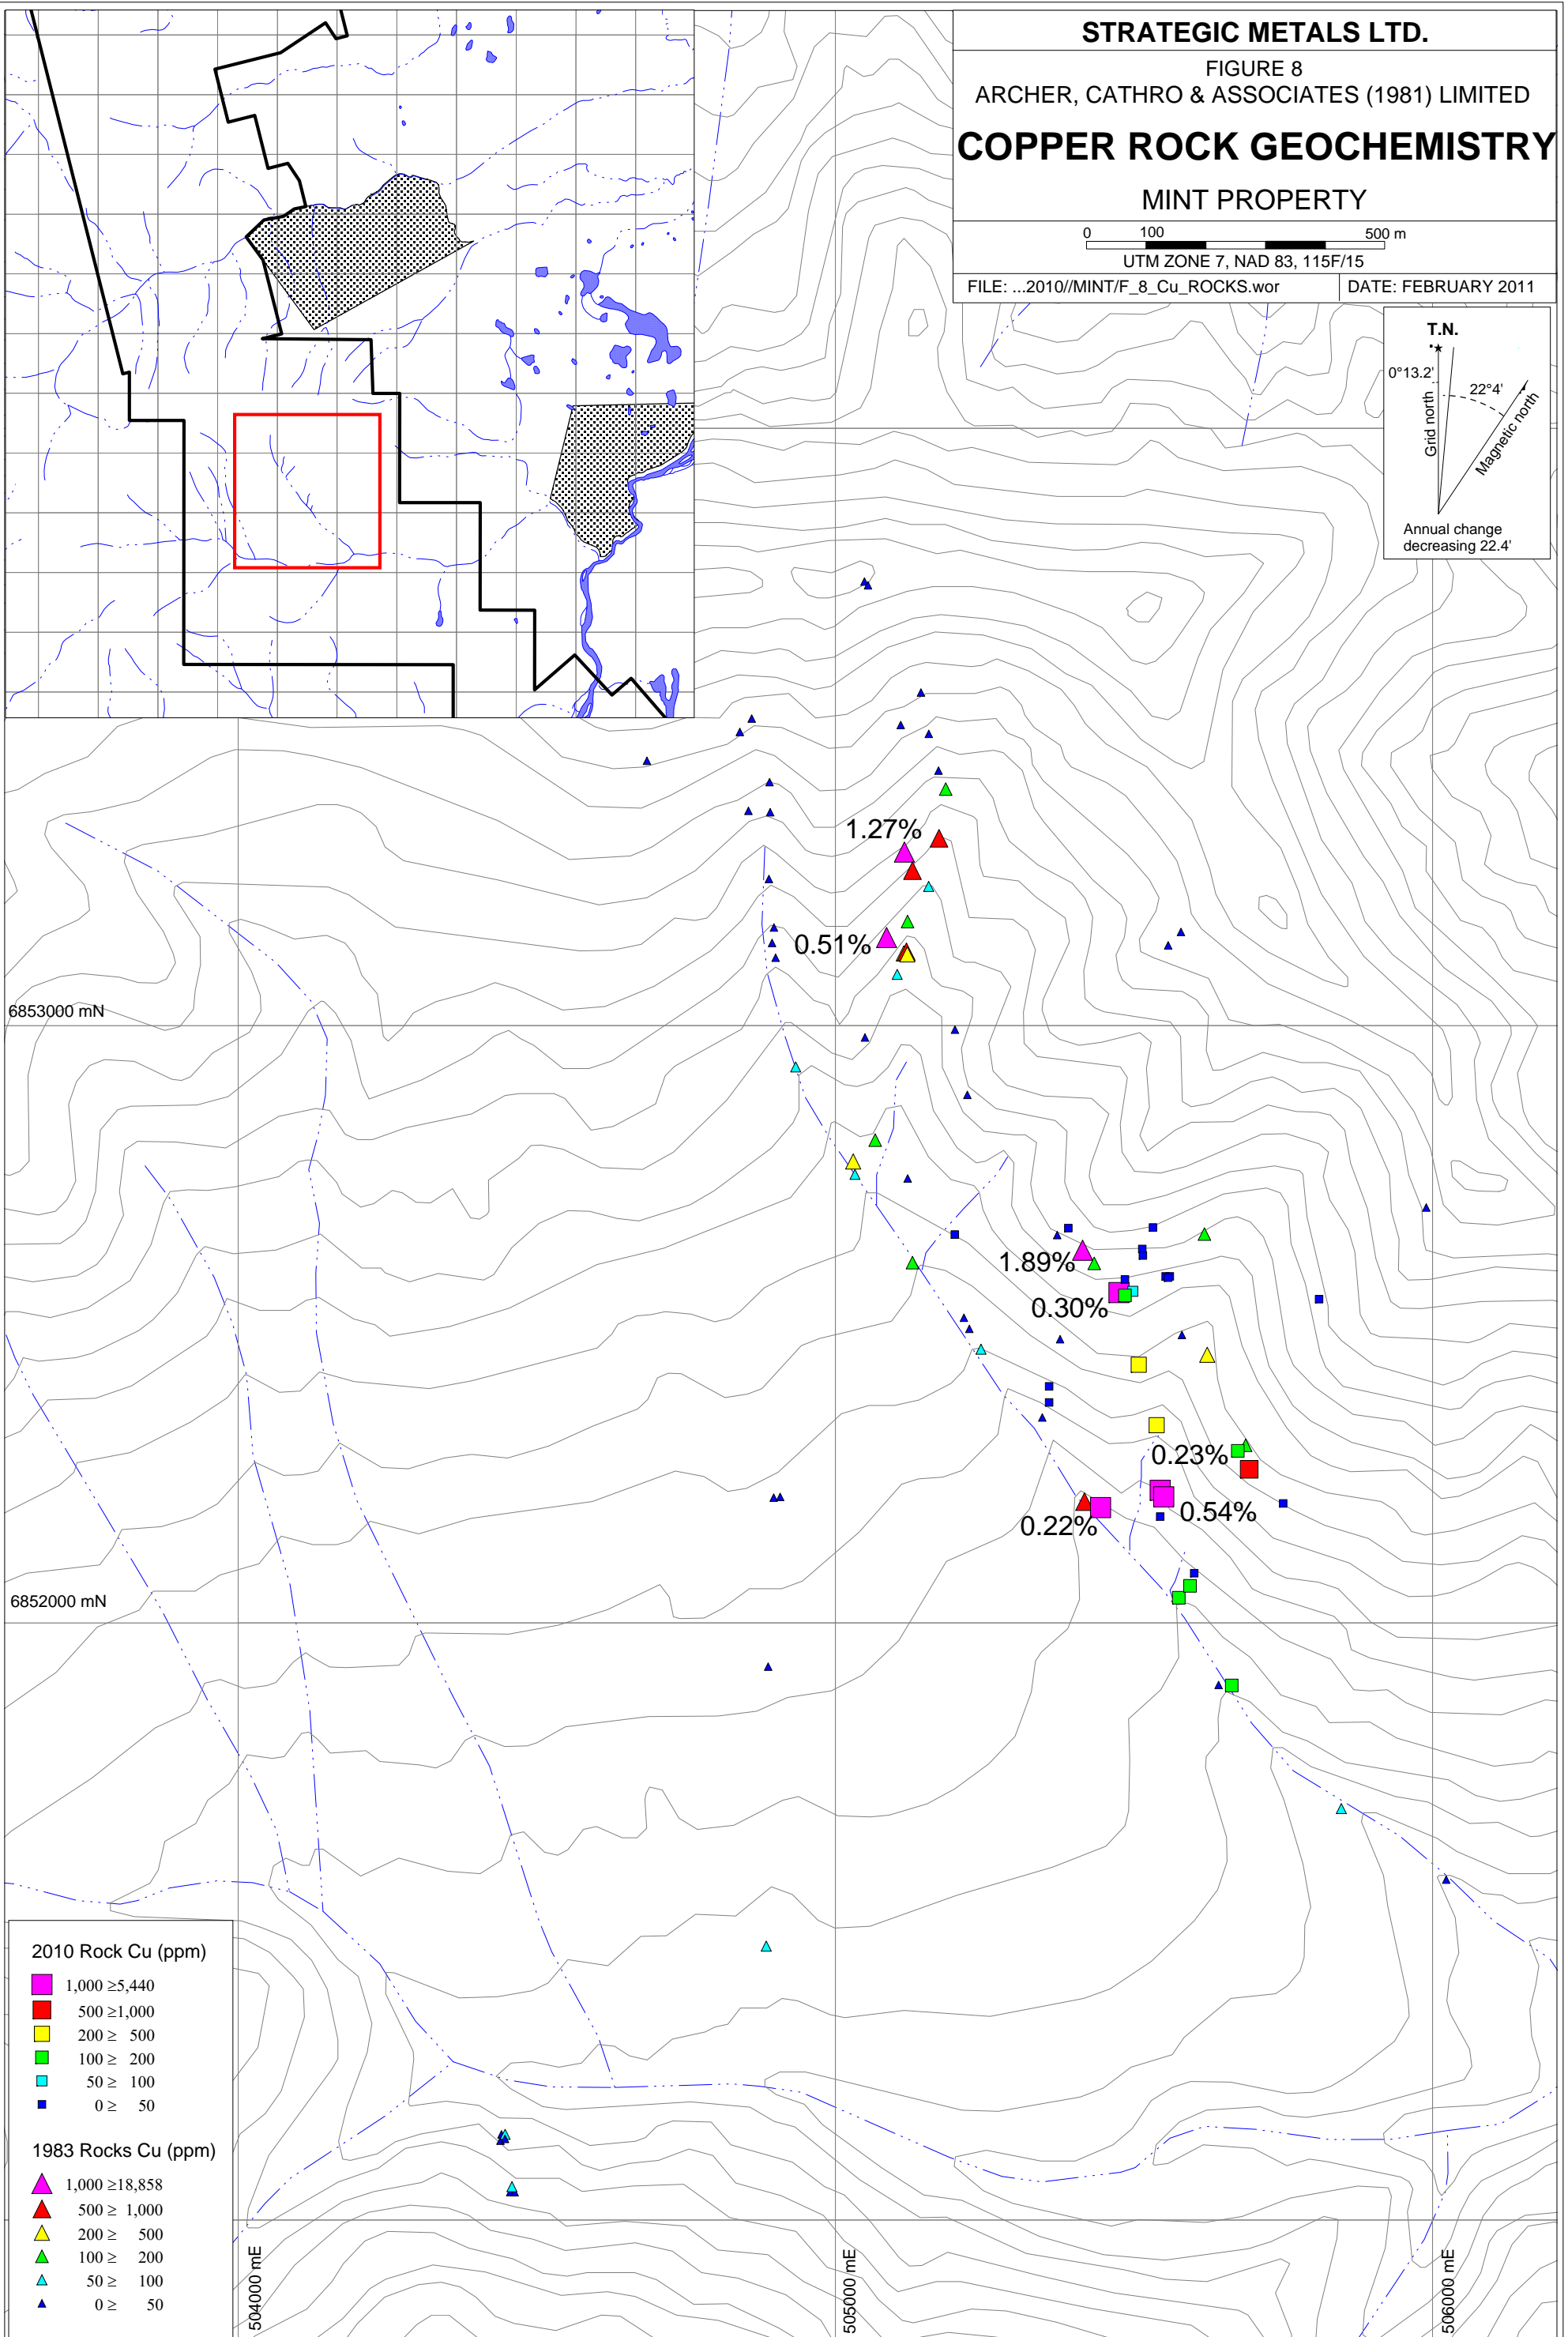 STRATEGIC METALS LTD.
FIGURE 8
ARCHER, CATHRO & ASSOCIATES (1981) LIMITED
COPPER ROCK GEOCHEMISTRY
MINT PROPERTY
0 100 500 m
UTM ZONE 7, NAD 83, 115F/15
FILE: ...2010//MINT/F_8_Cu_ROCKS.wor
DATE: FEBRUARY 2011
T.N.
0°13.2'
22°4'
Grid north
Magnetic north
Annual change
decreasing 22.4'
1.27%
0.51%
6853000 mN
1.89%
0.30%
0.23%
0.54%
0.22%
6852000 mN
2010 Rock Cu (ppm)
1,000 ≥5,440
500 ≥1,000
200 ≥ 500
100 ≥ 200
50 ≥ 100
0 ≥ 50
1983 Rocks Cu (ppm)
1,000 ≥18,858
500 ≥ 1,000
200 ≥ 500
100 ≥ 200
50 ≥ 100
0 ≥ 50
504000 mE
505000 mE
506000 mE